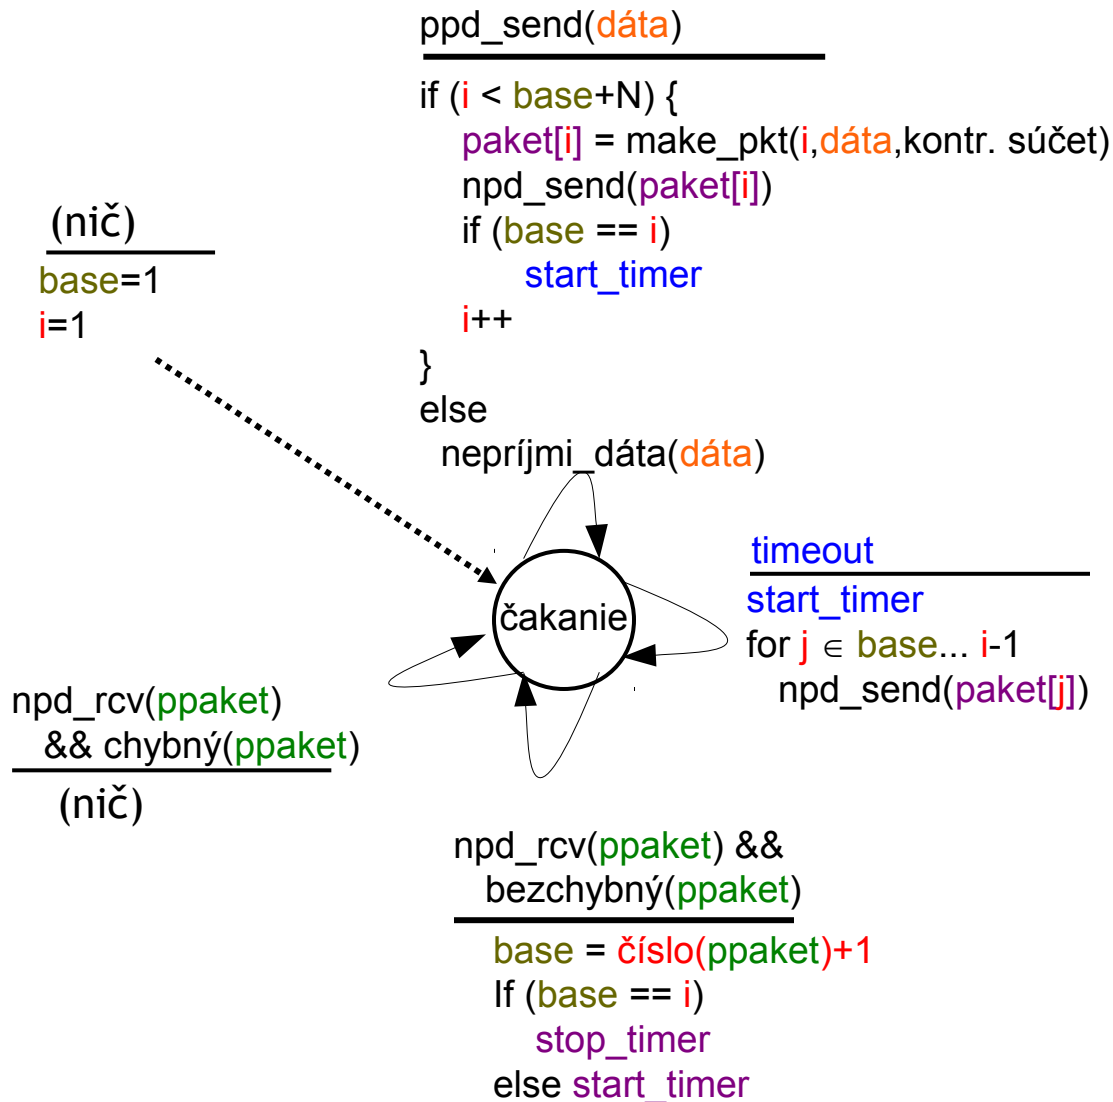 ppd_send(dáta)
if (i < base+N) {
paket[i] = make_pkt(i,dáta,kontr. súčet)
npd_send(paket[i])
if (base == i)
start_timer
i++
}
else
nepríjmi_dáta(dáta)
(nič)
base=1
i=1
čakanie
timeout
start_timer
for j ∈ base... i-1
npd_send(paket[j])
npd_rcv(ppaket)
&& chybný(ppaket)
(nič)
npd_rcv(ppaket) &&
bezchybný(ppaket)
base = číslo(ppaket)+1
If (base == i)
stop_timer
else start_timer